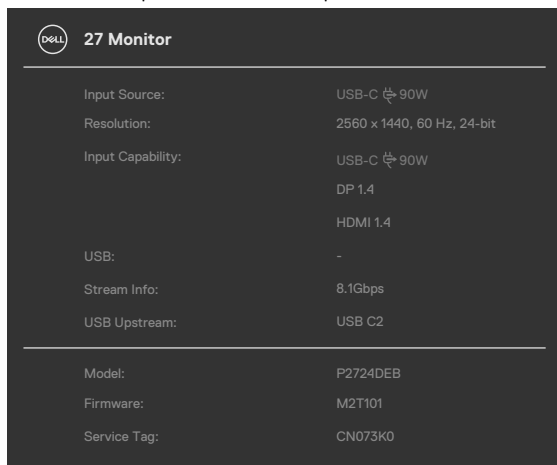 DELL
27 Monitor
Input Source: USB-C 90W
Resolution: 2560 x 1440, 60 Hz, 24-bit
Input Capability: USB-C 90W
DP 1.4
HDMI 1.4
USB: -
Stream Info: 8.1Gbps
USB Upstream: USB C2
Model: P2724DEB
Firmware: M2T101
Service Tag: CN073K0